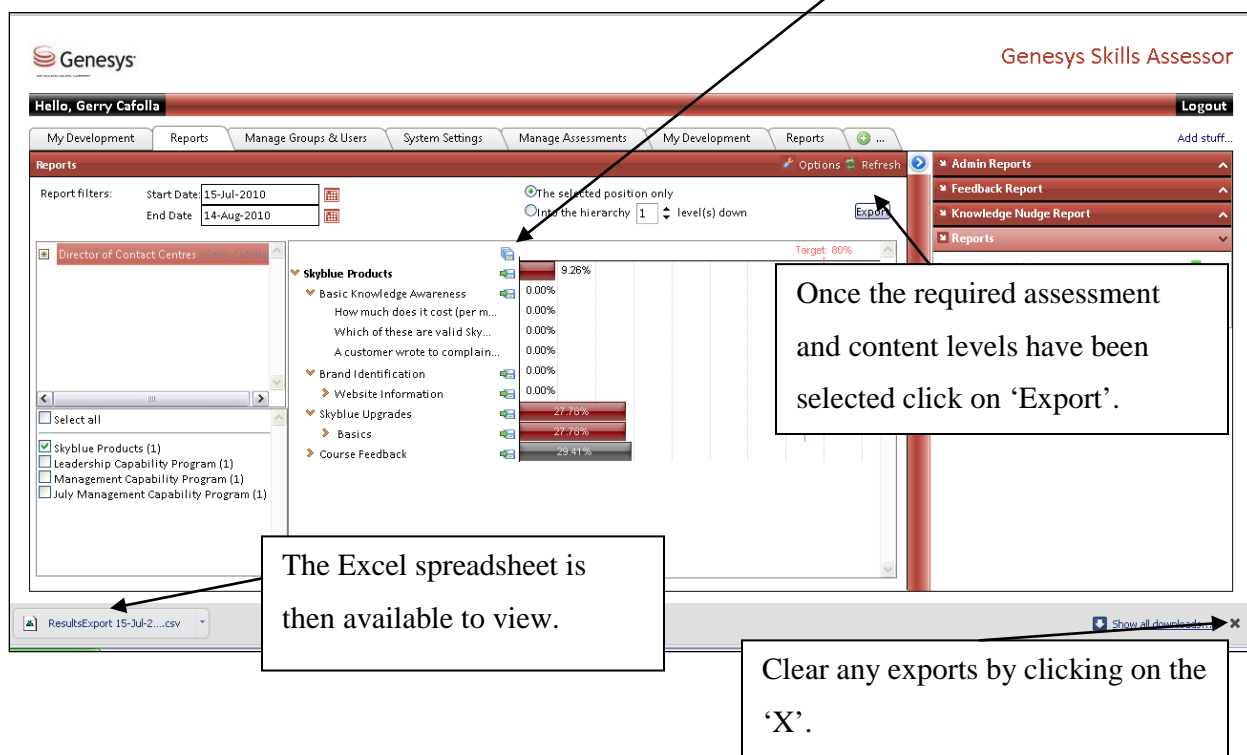 Genesys
Genesys Skills Assessor
Hello, Gerry Cafolla
Logout
My Development
Reports
Manage Groups & Users
System Settings
Manage Assessments
My Development
Reports
...
Add stuff...
Reports
Options
Refresh
Admin Reports
Feedback Report
Knowledge Nudge Report
Reports
Report filters:
Start Date: 15-Jul-2010
End Date 14-Aug-2010
The selected position only
Into the hierarchy 1 level(s) down
Export
Director of Contact Centres (Gerry Cafolla
Target: 80%
Skyblue Products 9.26%
Basic Knowledge Awareness 0.00%
How much does it cost (per m... 0.00%
Which of these are valid Sky... 0.00%
A customer wrote to complain... 0.00%
Brand Identification 0.00%
Website Information 0.00%
Skyblue Upgrades 27.78%
Basics 27.78%
Course Feedback 29.41%
Select all
Skyblue Products (1)
Leadership Capability Program (1)
Management Capability Program (1)
July Management Capability Program (1)
Once the required assessment
and content levels have been
selected click on ‘Export’.
The Excel spreadsheet is
then available to view.
ResultsExport 15-Jul-2....csv
Show all downloads...
Clear any exports by clicking on the
‘X’.